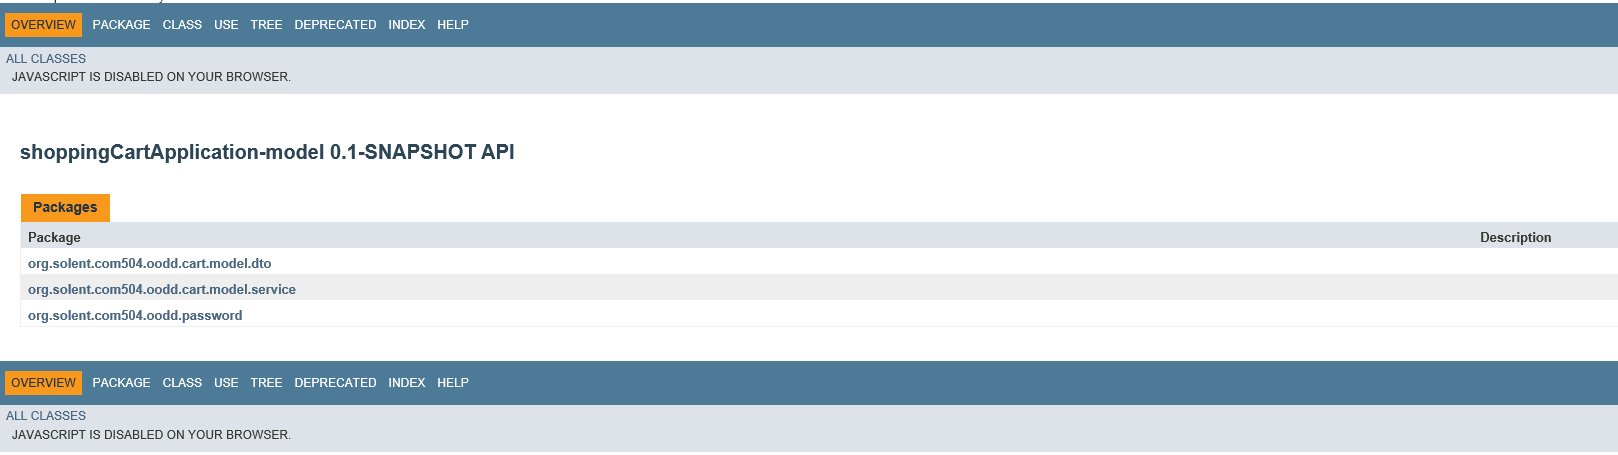 OVERVIEW PACKAGE CLASS USE TREE DEPRECATED INDEX HELP
ALL CLASSES
JAVASCRIPT IS DISABLED ON YOUR BROWSER.
shoppingCartApplication-model 0.1-SNAPSHOT API
Packages
Package Description
org.solent.com504.oodd.cart.model.dto
org.solent.com504.oodd.cart.model.service
org.solent.com504.oodd.password
OVERVIEW PACKAGE CLASS USE TREE DEPRECATED INDEX HELP
ALL CLASSES
JAVASCRIPT IS DISABLED ON YOUR BROWSER.